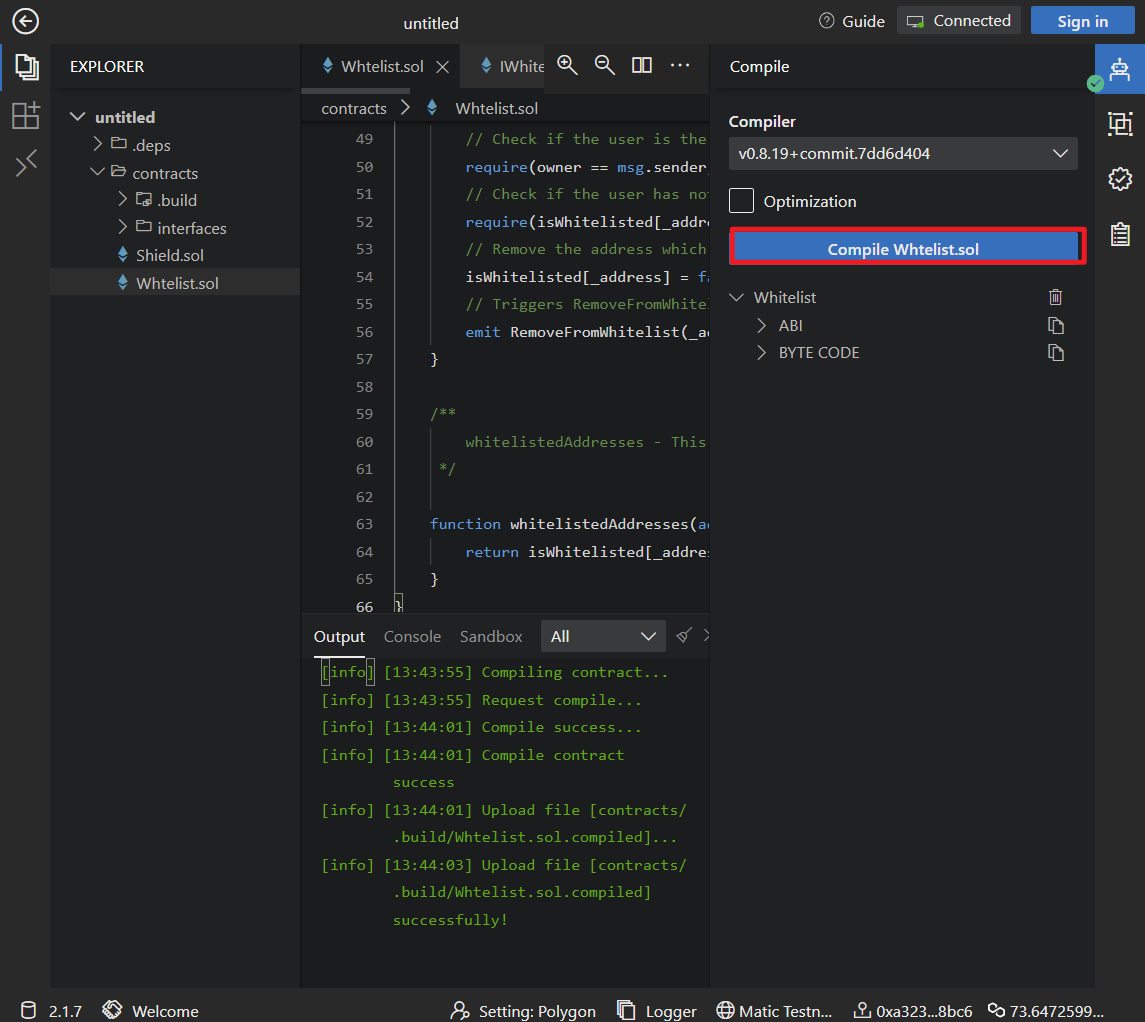 untitled
Guide
Connected
Sign in
EXPLORER
Whtelist.sol
IWhite
Compile
untitled
.deps
contracts
.build
interfaces
Shield.sol
Whtelist.sol
contracts
Whtelist.sol
49 // Check if the user is the
50 require(owner == msg.sender,
51 // Check if the user has not
52 require(isWhitelisted[_addre
53 // Remove the address which
54 isWhitelisted[_address] = fa
55 // Triggers RemoveFromWhitel
56 emit RemoveFromWhitelist(_ad
57 }
58
59 /**
60 whitelistedAddresses - This
61 */
62
63 function whitelistedAddresses(ad
64 return isWhitelisted[_addres
65 }
66 }
Output Console Sandbox All
[info] [13:43:55] Compiling contract...
[info] [13:43:55] Request compile...
[info] [13:44:01] Compile success...
[info] [13:44:01] Compile contract
success
[info] [13:44:01] Upload file [contracts/
.build/Whtelist.sol.compiled]...
[info] [13:44:03] Upload file [contracts/
.build/Whtelist.sol.compiled]
successfully!
Compiler
v0.8.19+commit.7dd6d404
Optimization
Compile Whtelist.sol
Whitelist
ABI
BYTE CODE
2.1.7 Welcome Setting: Polygon Logger Matic Testn... 0xa323...8bc6 73.6472599...